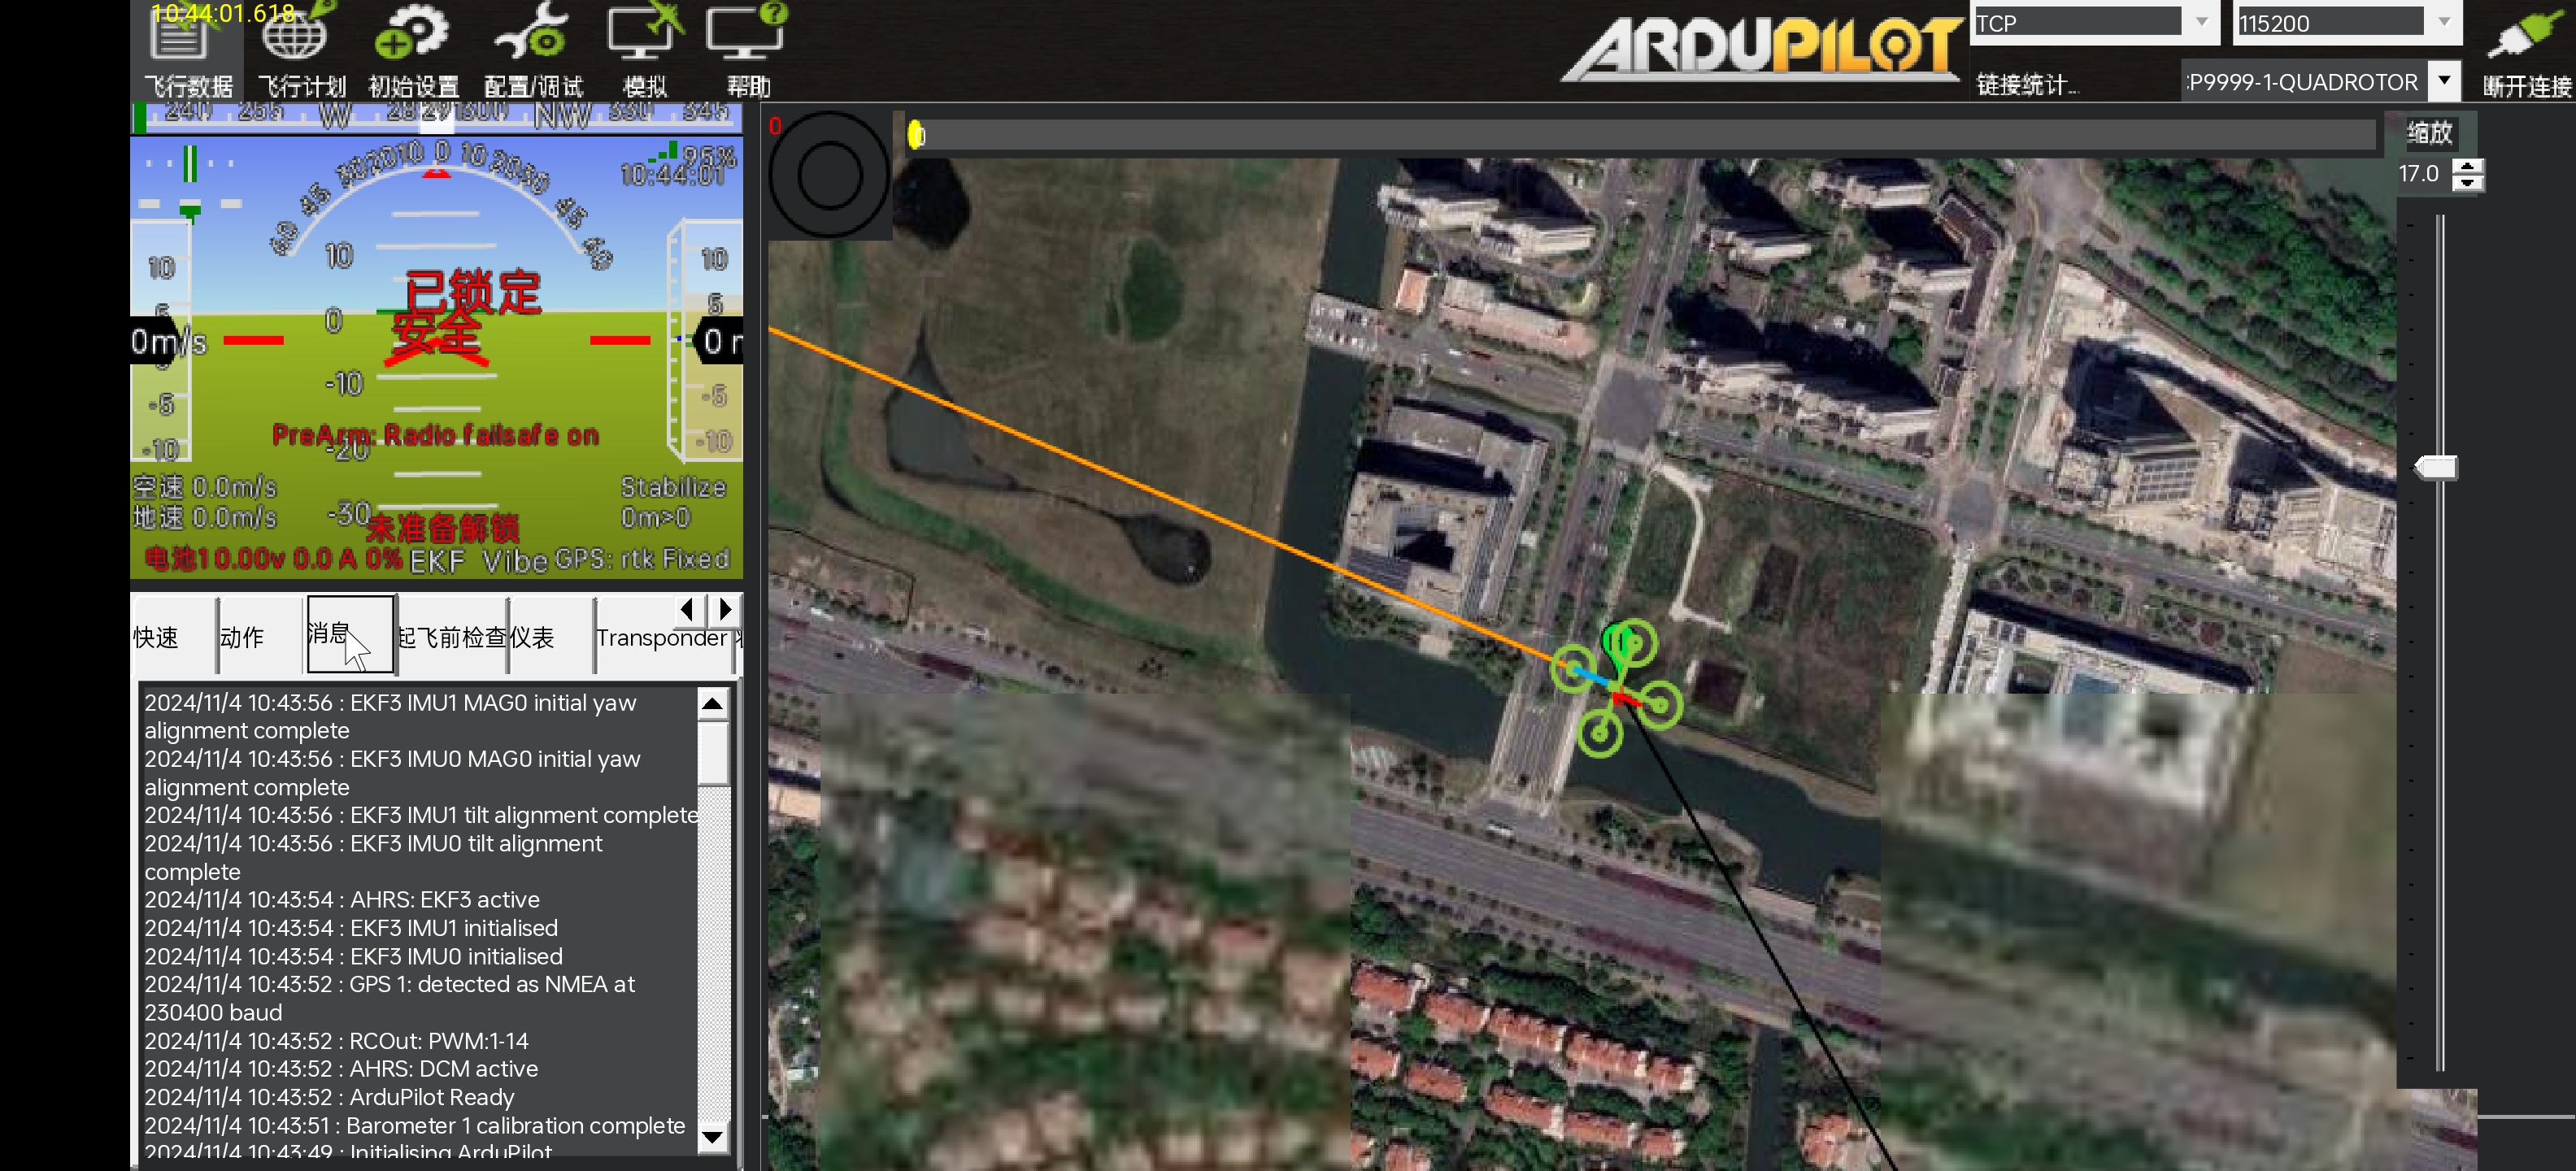 10:44:01.618
飞行数据 飞行计划 初始设置 配置/调试 模拟 帮助
ARDUPILOT
TCP 115200
链接统计... P9999-1-QUADROTOR 断开连接
240 255 W 300 NW 330 345
0 0 缩放
17.0
10 0 10
95%
10:44:01
60 45 45 60
10 10 10
已锁定
5 0 5
安全
0m/s
-5 -10 -5
PreArm: Radio failsafe on
-10 -20 -10
空速 0.0m/s Stabilize
地速 0.0m/s -30 0m>0
未准备解锁
电池1 0.00v 0.0 A 0% EKF Vibe GPS: rtk Fixed
快速 动作 消息 起飞前检查 仪表 Transponder
2024/11/4 10:43:56 : EKF3 IMU1 MAG0 initial yaw
alignment complete
2024/11/4 10:43:56 : EKF3 IMU0 MAG0 initial yaw
alignment complete
2024/11/4 10:43:56 : EKF3 IMU1 tilt alignment complete
2024/11/4 10:43:56 : EKF3 IMU0 tilt alignment
complete
2024/11/4 10:43:54 : AHRS: EKF3 active
2024/11/4 10:43:54 : EKF3 IMU1 initialised
2024/11/4 10:43:54 : EKF3 IMU0 initialised
2024/11/4 10:43:52 : GPS 1: detected as NMEA at
230400 baud
2024/11/4 10:43:52 : RCOut: PWM:1-14
2024/11/4 10:43:52 : AHRS: DCM active
2024/11/4 10:43:52 : ArduPilot Ready
2024/11/4 10:43:51 : Barometer 1 calibration complete
2024/11/4 10:43:49 : Initialising ArduPilot